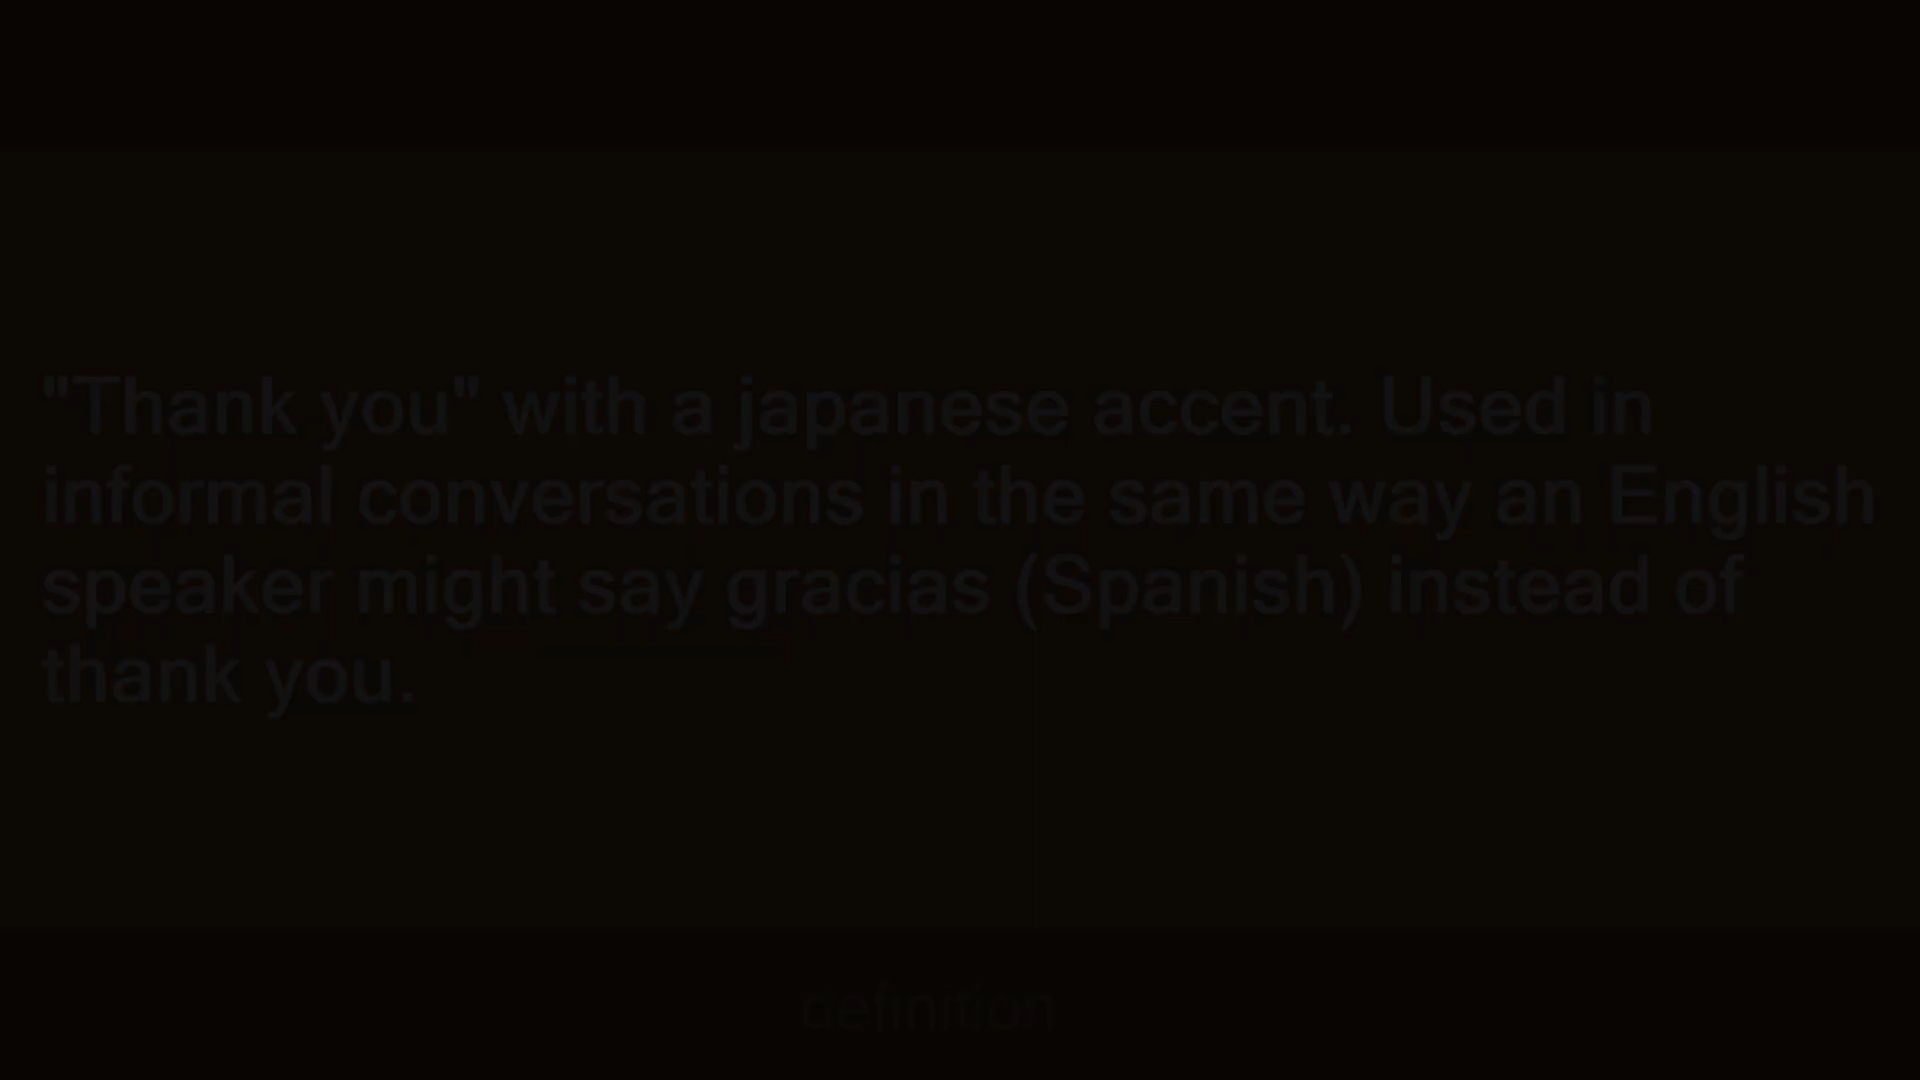 "Thank you" with a japanese accent. Used in
informal conversations in the same way an English
speaker might say gracias (Spanish) instead of
thank you.
definition